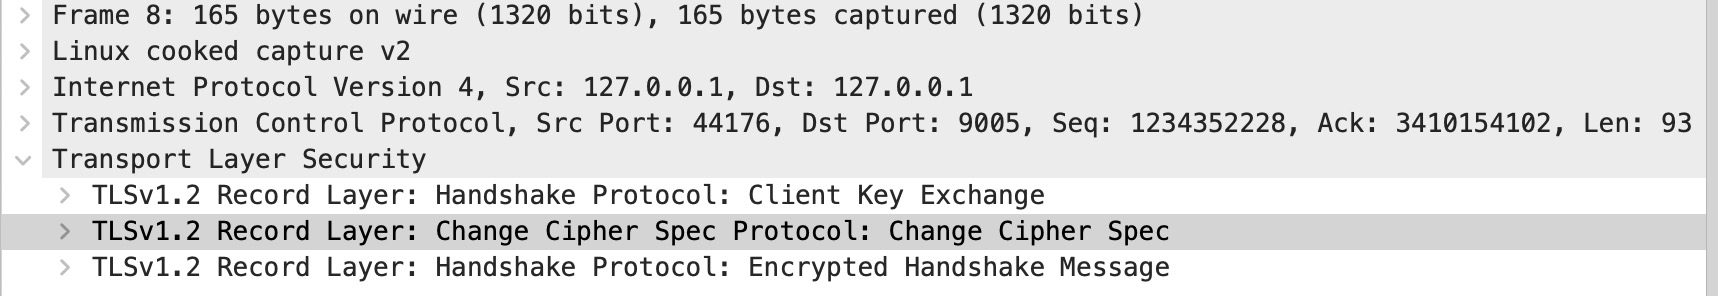 Frame 8: 165 bytes on wire (1320 bits), 165 bytes captured (1320 bits)
Linux cooked capture v2
Internet Protocol Version 4, Src: 127.0.0.1, Dst: 127.0.0.1
Transmission Control Protocol, Src Port: 44176, Dst Port: 9005, Seq: 1234352228, Ack: 3410154102, Len: 93
Transport Layer Security
TLSv1.2 Record Layer: Handshake Protocol: Client Key Exchange
TLSv1.2 Record Layer: Change Cipher Spec Protocol: Change Cipher Spec
TLSv1.2 Record Layer: Handshake Protocol: Encrypted Handshake Message